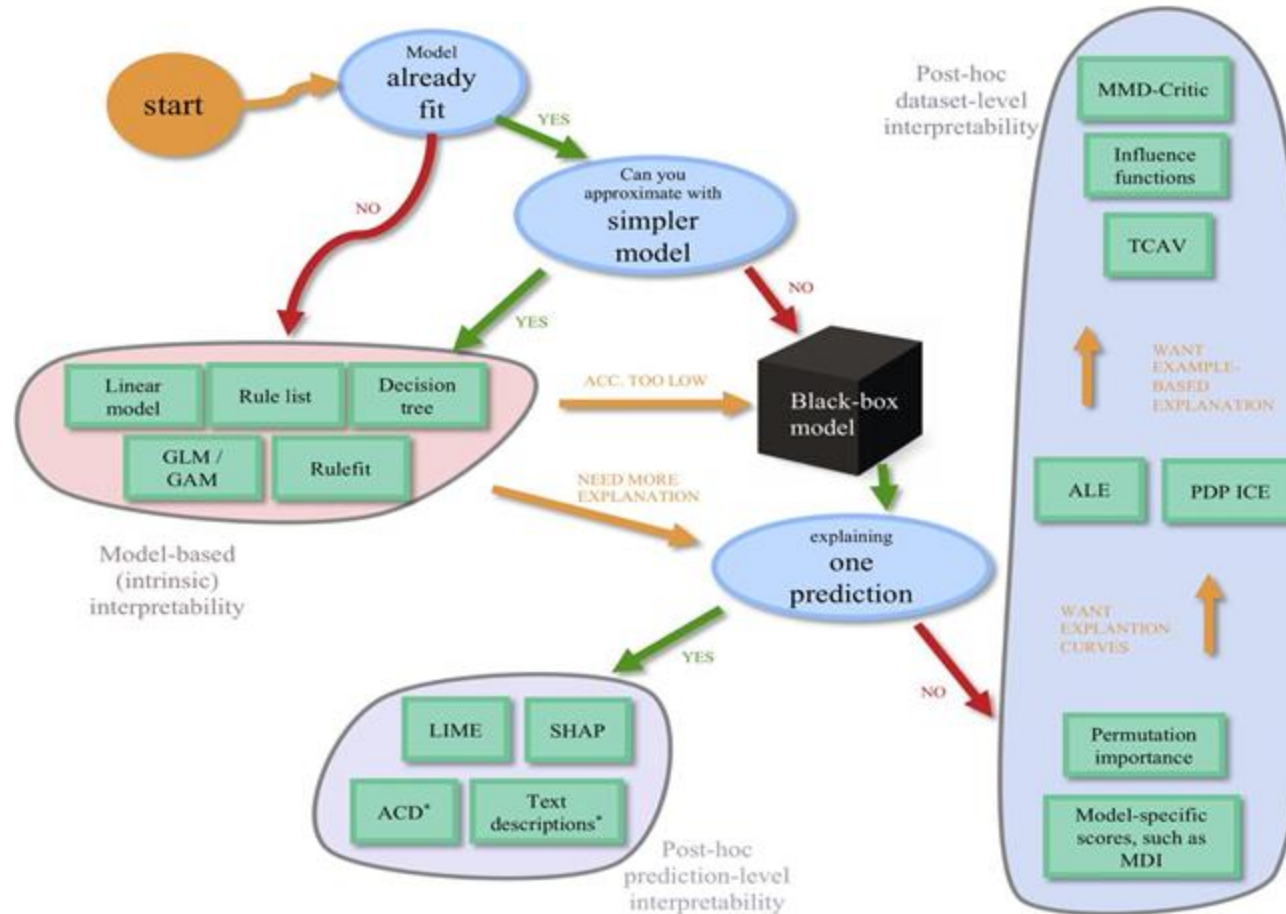 start
Model
already
fit
YES
NO
Can you
approximate with
simpler
model
YES
NO
Linear
model
Rule list
Decision
tree
GLM /
GAM
Rulefit
Model-based
(intrinsic)
interpretability
ACC. TOO LOW
NEED MORE
EXPLANATION
Black-box
model
explaining
one
prediction
YES
NO
LIME
SHAP
ACD*
Text
descriptions*
Post-hoc
prediction-level
interpretability
Post-hoc
dataset-level
interpretability
MMD-Critic
Influence
functions
TCAV
WANT
EXAMPLE-
BASED
EXPLANATION
ALE
PDP ICE
WANT
EXPLANTION
CURVES
Permutation
importance
Model-specific
scores, such as
MDI